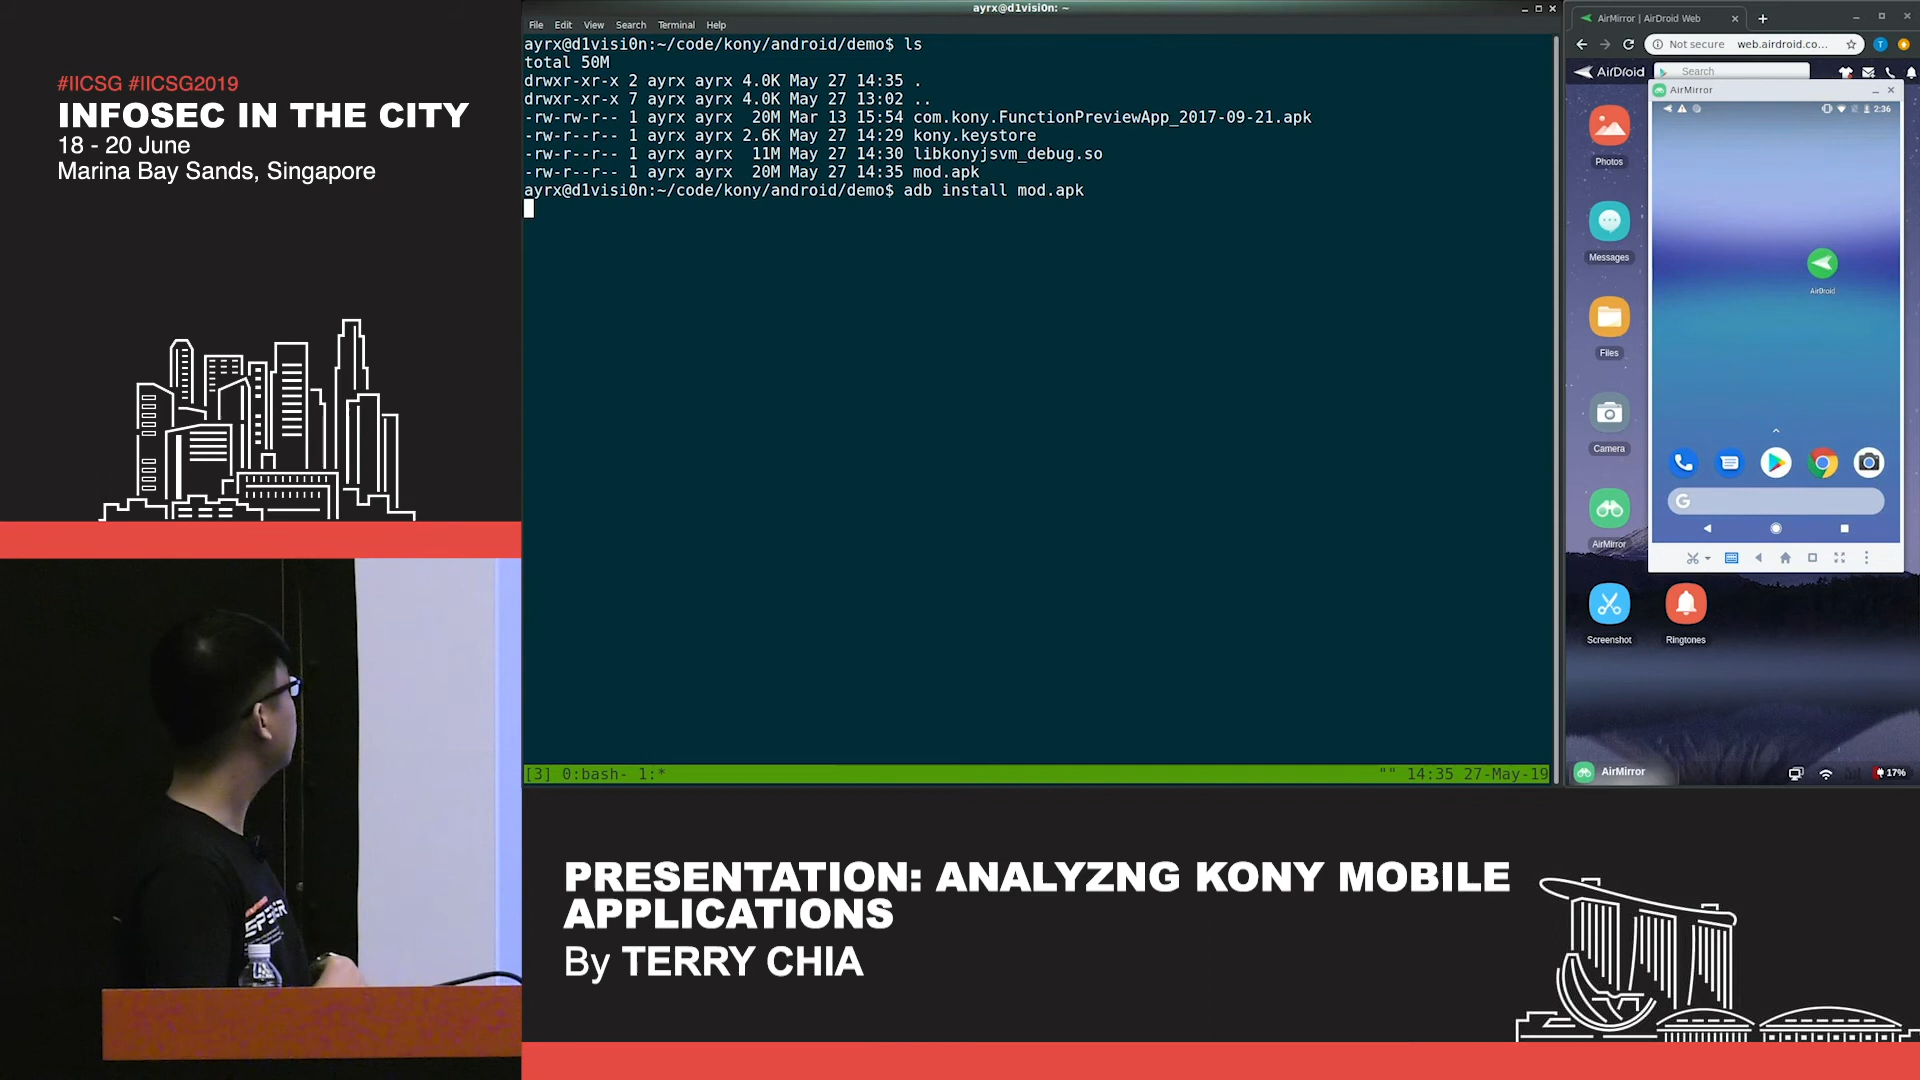 #IICSG #IICSG2019
INFOSEC IN THE CITY
18 - 20 June
Marina Bay Sands, Singapore
ayrx@d1visi0n: ~
File Edit View Search Terminal Help
ayrx@d1visi0n:~/code/kony/android/demo$ ls
total 50M
drwxr-xr-x 2 ayrx ayrx 4.0K May 27 14:35 .
drwxr-xr-x 7 ayrx ayrx 4.0K May 27 13:02 ..
-rw-rw-r-- 1 ayrx ayrx  20M Mar 13 15:54 com.kony.FunctionPreviewApp_2017-09-21.apk
-rw-r--r-- 1 ayrx ayrx 2.6K May 27 14:29 kony.keystore
-rw-r--r-- 1 ayrx ayrx  11M May 27 14:30 libkonyjsvm_debug.so
-rw-r--r-- 1 ayrx ayrx  20M May 27 14:35 mod.apk
ayrx@d1visi0n:~/code/kony/android/demo$ adb install mod.apk
[3] 0:bash- 1:* "" 14:35 27-May-19
AirMirror | AirDroid Web
Not secure web.airdroid.co...
AirDroid Search
AirMirror
2:36
Photos
Messages
AirDroid
Files
Camera
G
AirMirror
Screenshot Ringtones
AirMirror 17%
PRESENTATION: ANALYZNG KONY MOBILE
APPLICATIONS
By TERRY CHIA